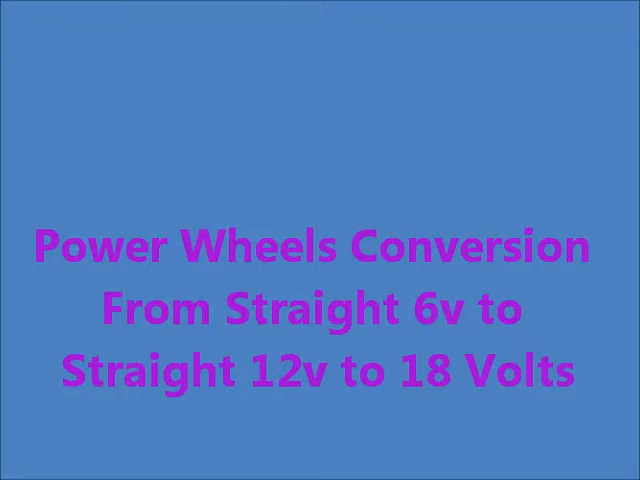 Power Wheels Conversion
From Straight 6v to
Straight 12v to 18 Volts